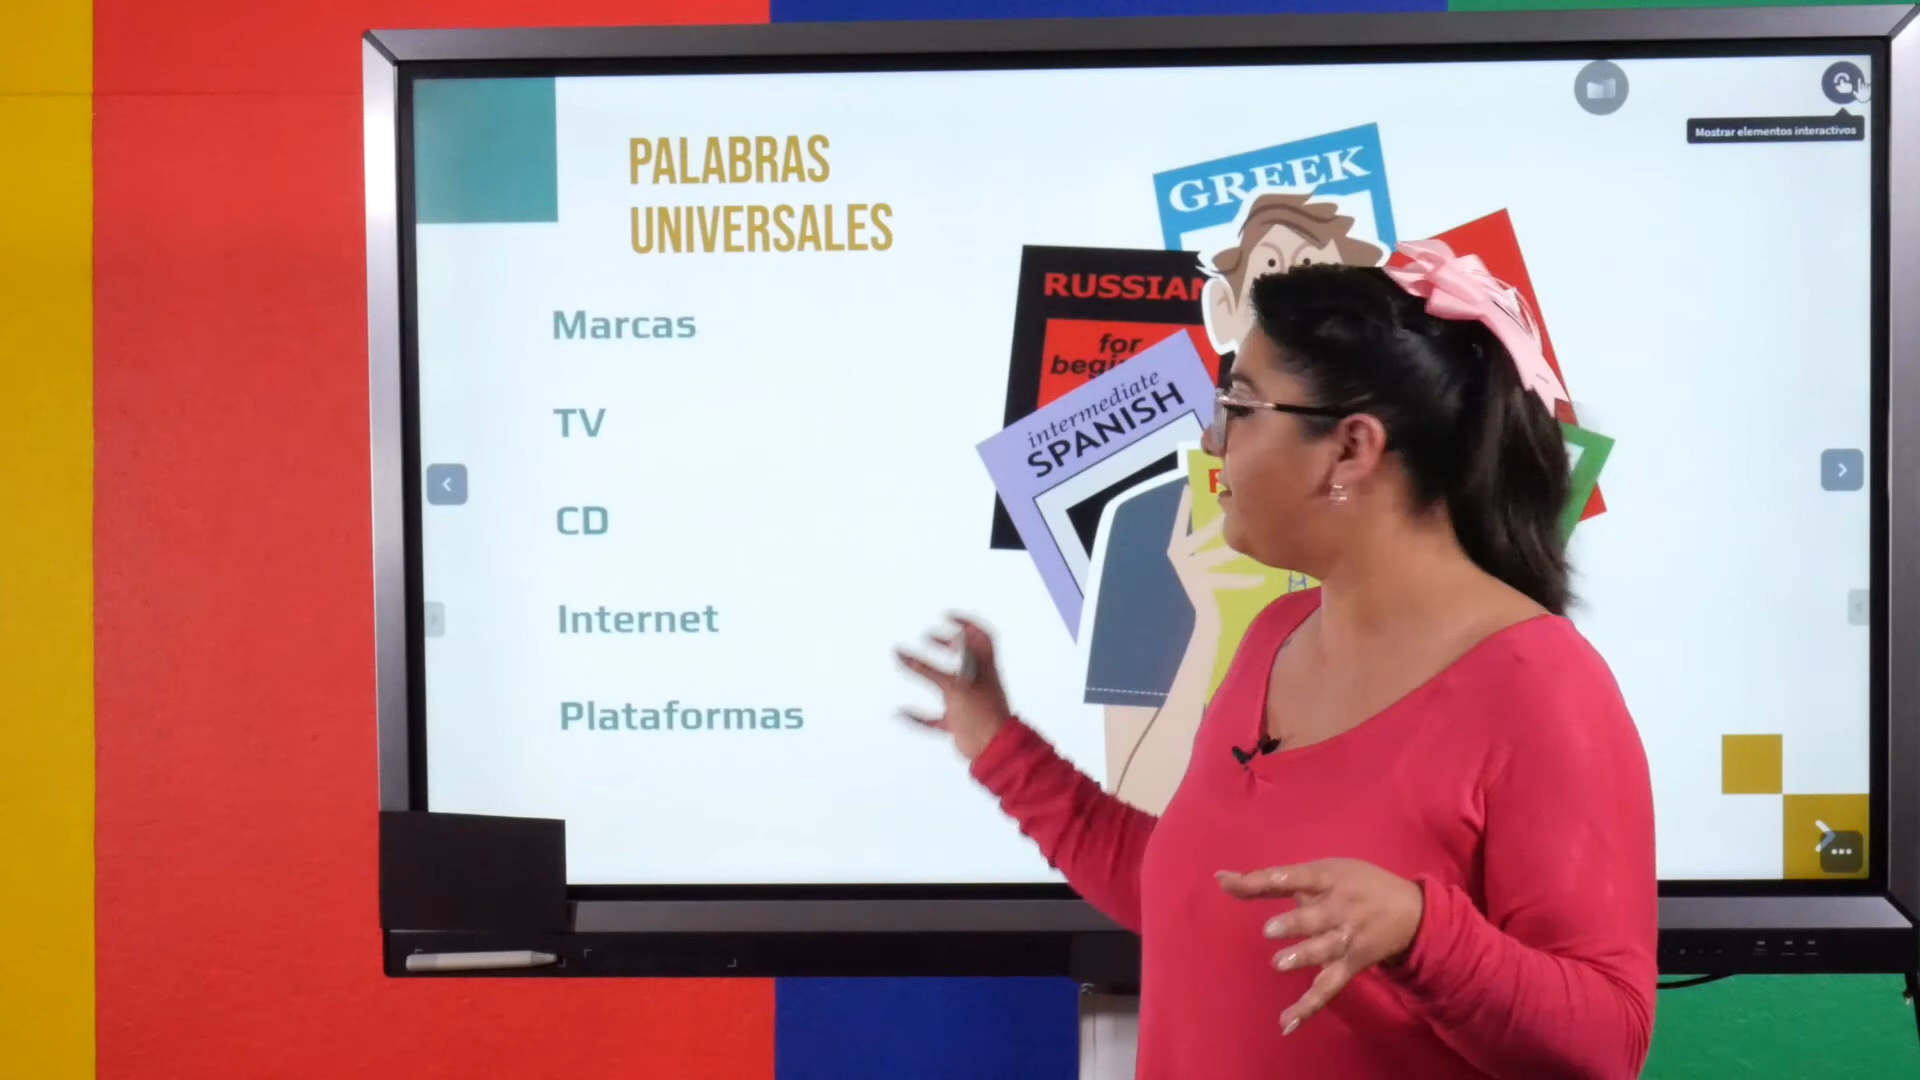 PALABRAS
UNIVERSALES
Marcas
TV
CD
Internet
Plataformas
Mostrar elementos interactivos
GREEK
RUSSIAN
for
intermediate
SPANISH